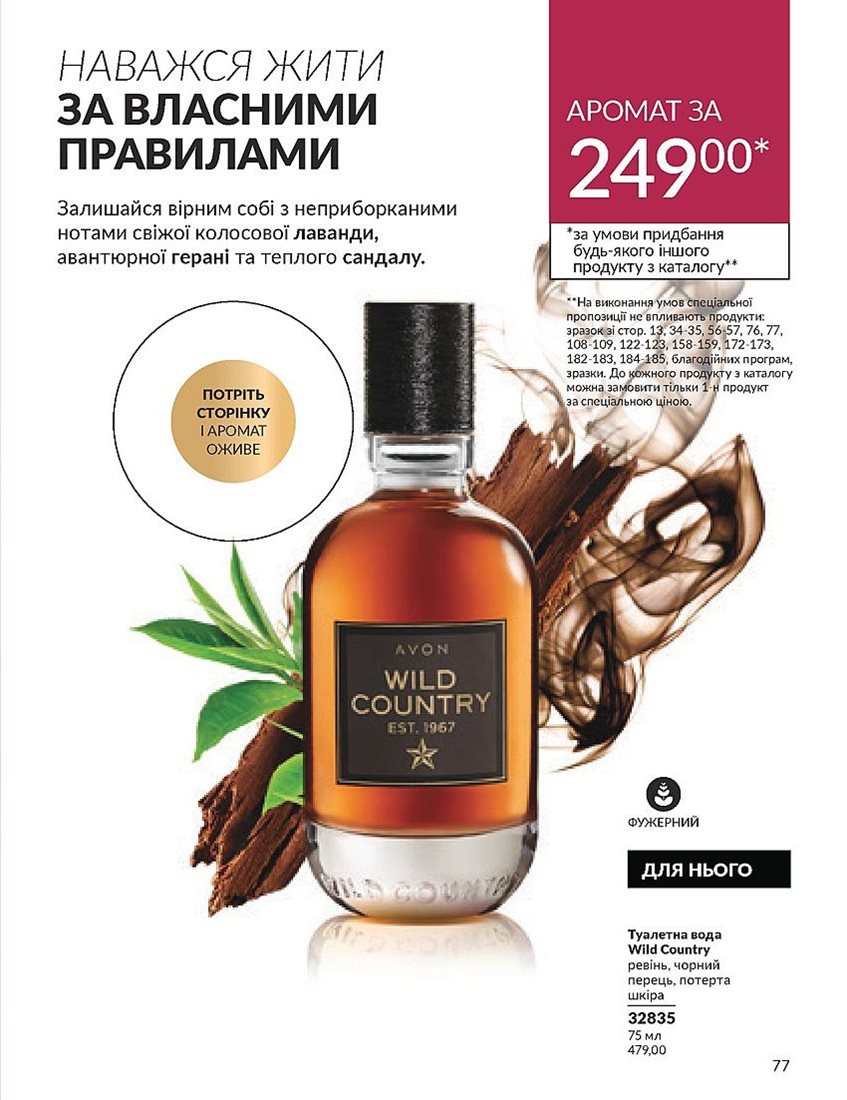 НАВАЖСЯ ЖИТИ
ЗА ВЛАСНИМИ
ПРАВИЛАМИ
Залишайся вірним собі з неприборканими
нотами свіжої колосової лаванди,
авантюрної герані та теплого сандалу.
АРОМАТ ЗА
249⁰⁰*
*за умови придбання
будь-якого іншого
продукту з каталогу**
**На виконання умов спеціальної
пропозиції не впливають продукти:
зразок зі стор. 13, 34-35, 56-57, 76, 77,
108-109, 122-123, 158-159, 172-173,
182-183, 184-185, благодійних програм,
зразки. До кожного продукту з каталогу
можна замовити тільки 1-н продукт
за спеціальною ціною.
ПОТРІТЬ
СТОРІНКУ
І АРОМАТ
ОЖИВЕ
AVON
WILD
COUNTRY
EST. 1967
WILD COUNTRY
ФУЖЕРНИЙ
ДЛЯ НЬОГО
Туалетна вода
Wild Country
ревінь, чорний
перець, потерта
шкіра
32835
75 мл
479,00
77